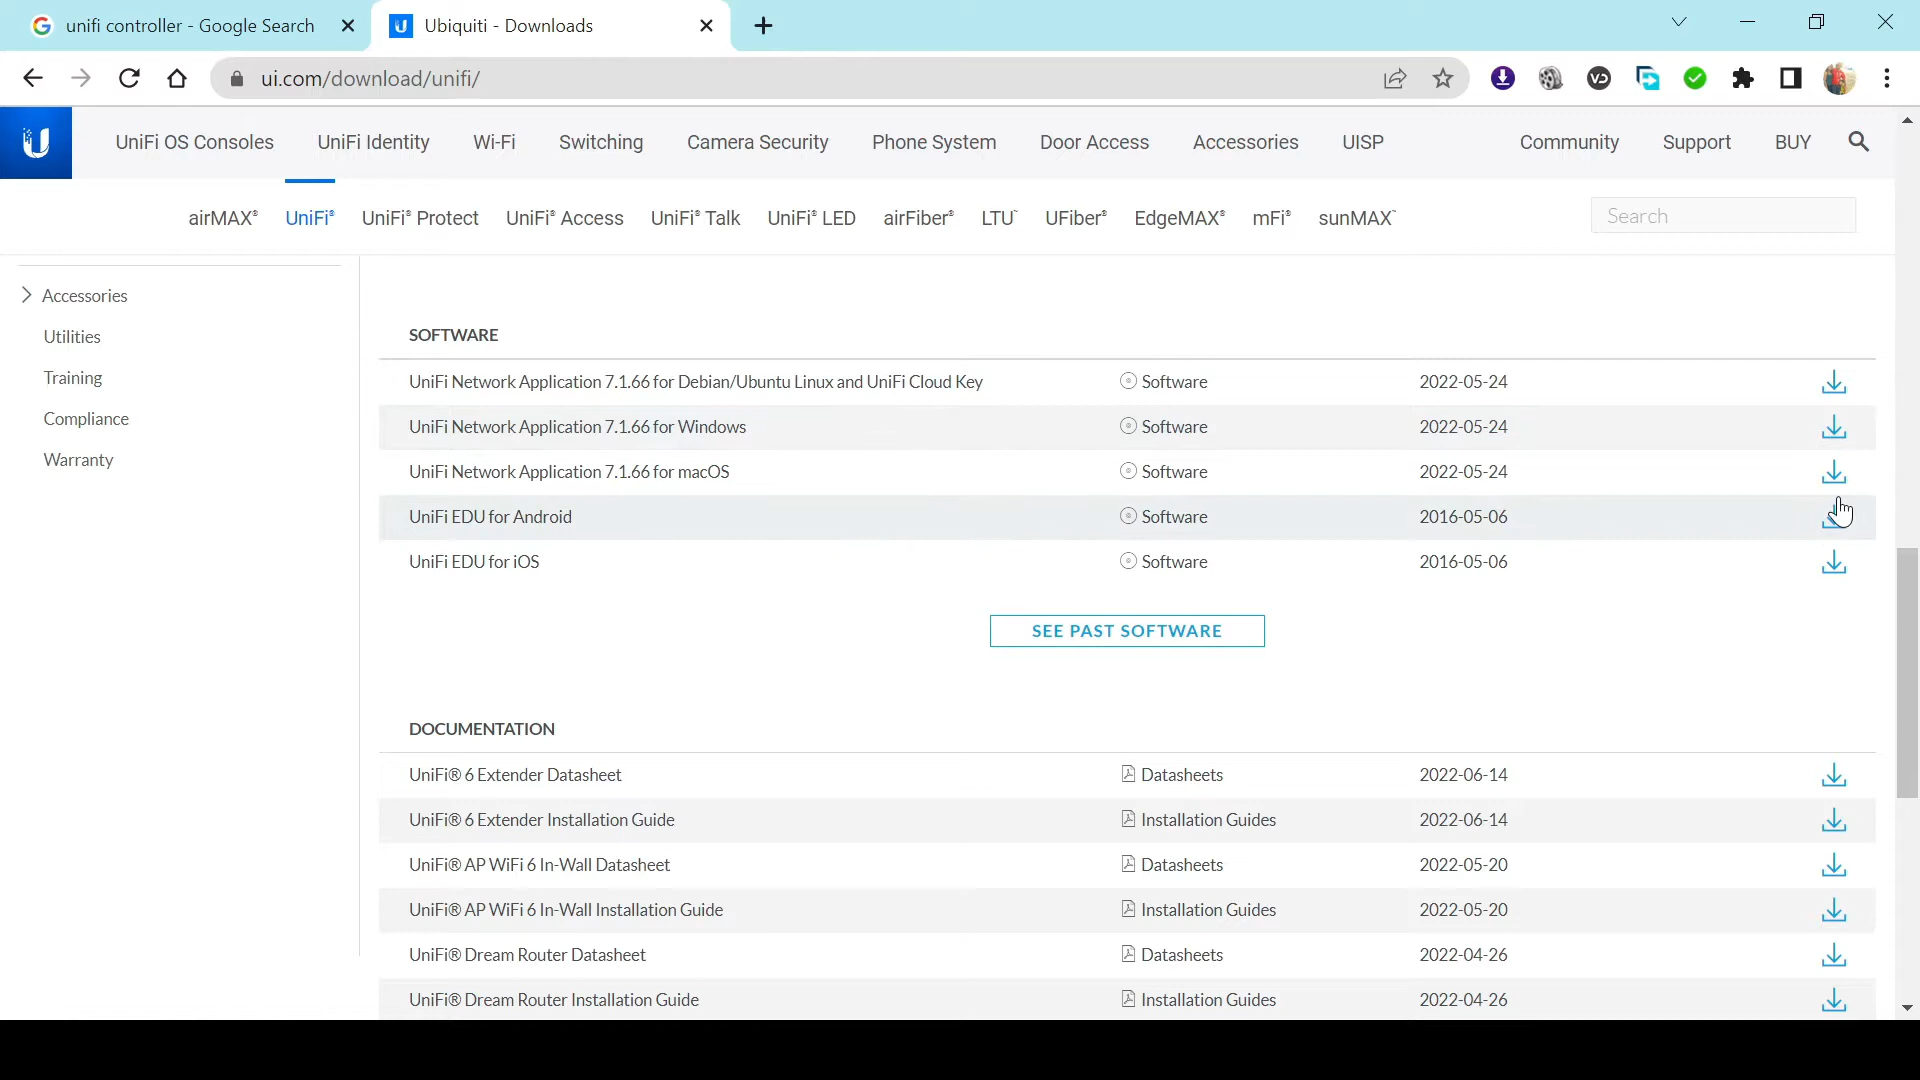 unifi controller - Google Search
Ubiquiti - Downloads
ui.com/download/unifi/
UniFi OS Consoles UniFi Identity Wi-Fi Switching Camera Security Phone System Door Access Accessories UISP Community Support BUY
airMAX® UniFi® UniFi® Protect UniFi® Access UniFi® Talk UniFi® LED airFiber® LTU™ UFiber® EdgeMAX® mFi® sunMAX™ Search
Accessories
Utilities
Training
Compliance
Warranty
SOFTWARE
UniFi Network Application 7.1.66 for Debian/Ubuntu Linux and UniFi Cloud Key Software 2022-05-24
UniFi Network Application 7.1.66 for Windows Software 2022-05-24
UniFi Network Application 7.1.66 for macOS Software 2022-05-24
UniFi EDU for Android Software 2016-05-06
UniFi EDU for iOS Software 2016-05-06
SEE PAST SOFTWARE
DOCUMENTATION
UniFi® 6 Extender Datasheet Datasheets 2022-06-14
UniFi® 6 Extender Installation Guide Installation Guides 2022-06-14
UniFi® AP WiFi 6 In-Wall Datasheet Datasheets 2022-05-20
UniFi® AP WiFi 6 In-Wall Installation Guide Installation Guides 2022-05-20
UniFi® Dream Router Datasheet Datasheets 2022-04-26
UniFi® Dream Router Installation Guide Installation Guides 2022-04-26